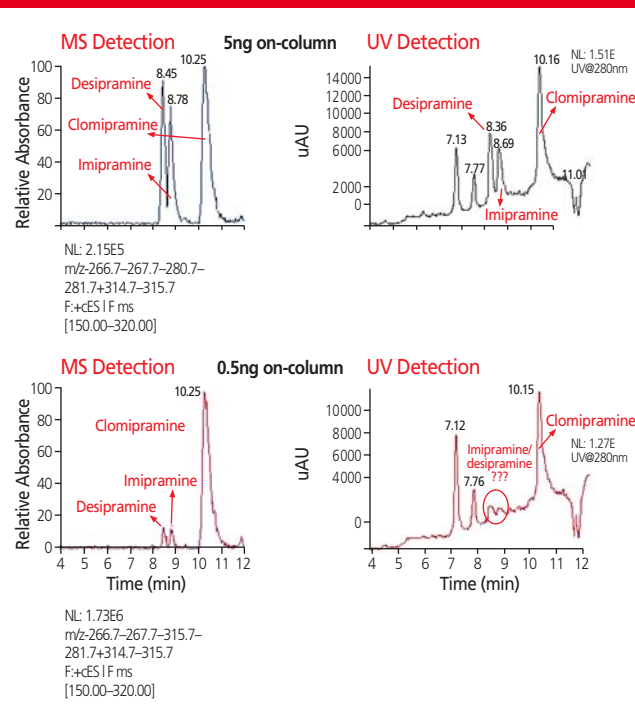 MS Detection 5ng on-column UV Detection
NL: 1.51E
UV@280nm
100
80
60
40
20
Relative Absorbance
8.45
8.78
10.25
Desipramine
Clomipramine
Imipramine
14000
12000
10000
8000
6000
2000
0
uAU
7.13
7.77
8.36
8.69
10.16
11.01
Desipramine
Clomipramine
Imipramine
NL: 2.15E5
m/z-266.7–267.7–280.7–
281.7+314.7–315.7
F:+cES l F ms
[150.00–320.00]
MS Detection 0.5ng on-column UV Detection
100
80
60
40
20
0
Relative Absorbance
10.25
Clomipramine
Imipramine
Desipramine
4 5 6 7 8 9 10 11 12
Time (min)
10000
8000
6000
4000
0
uAU
7.12
7.76
10.15
Clomipramine
Imipramine/
desipramine
???
NL: 1.27E
UV@280nm
4 5 6 7 8 9 10 11 12
Time (min)
NL: 1.73E6
m/z-266.7–267.7–315.7–
281.7+314.7–315.7
F:+cES l F ms
[150.00–320.00]